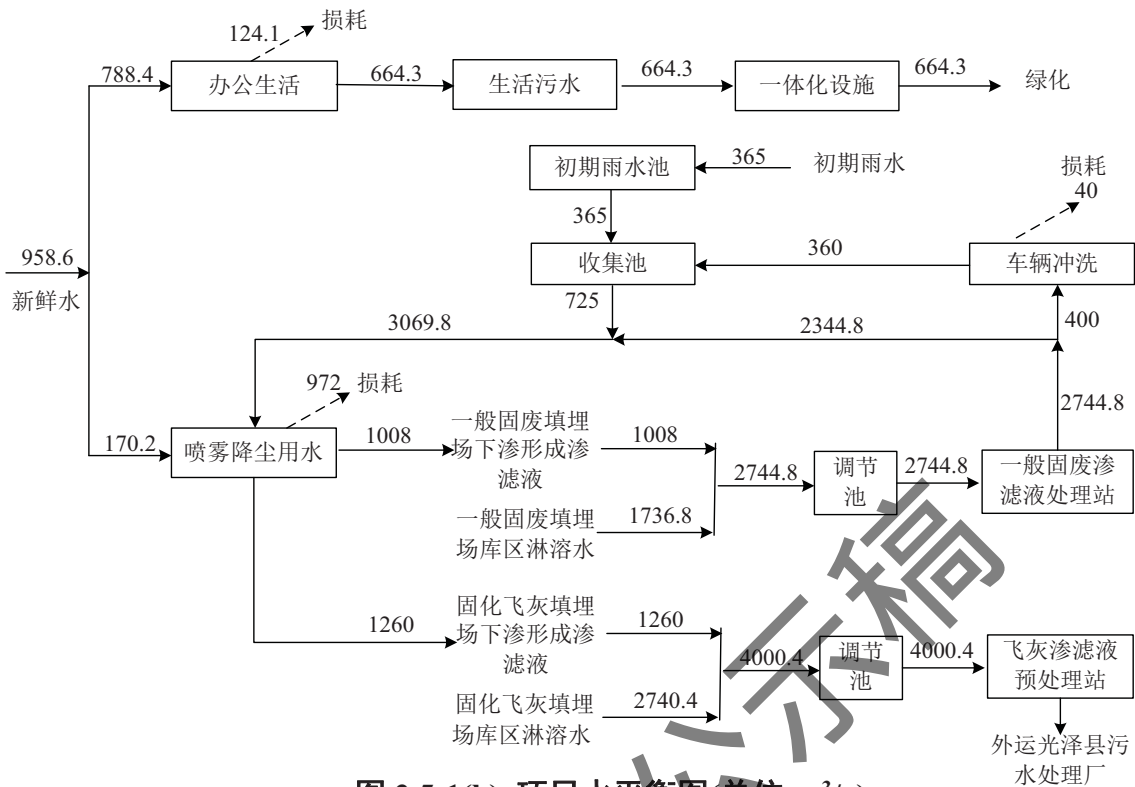 损耗
124.1
788.4
办公生活
664.3
生活污水
664.3
一体化设施
664.3
绿化
初期雨水池
365
初期雨水
损耗
40
365
958.6
新鲜水
收集池
360
车辆冲洗
725
400
3069.8
2344.8
972 损耗
2744.8
170.2
喷雾降尘用水
1008
一般固废填埋
场下渗形成渗
滤液
1008
2744.8
调节
池
2744.8
一般固废渗
滤液处理站
一般固废填埋
场库区淋溶水
1736.8
1260
固化飞灰填埋
场下渗形成渗
滤液
1260
4000.4
调节
池
4000.4
飞灰渗滤液
预处理站
固化飞灰填埋
场库区淋溶水
2740.4
外运光泽县污
水处理厂
公示稿